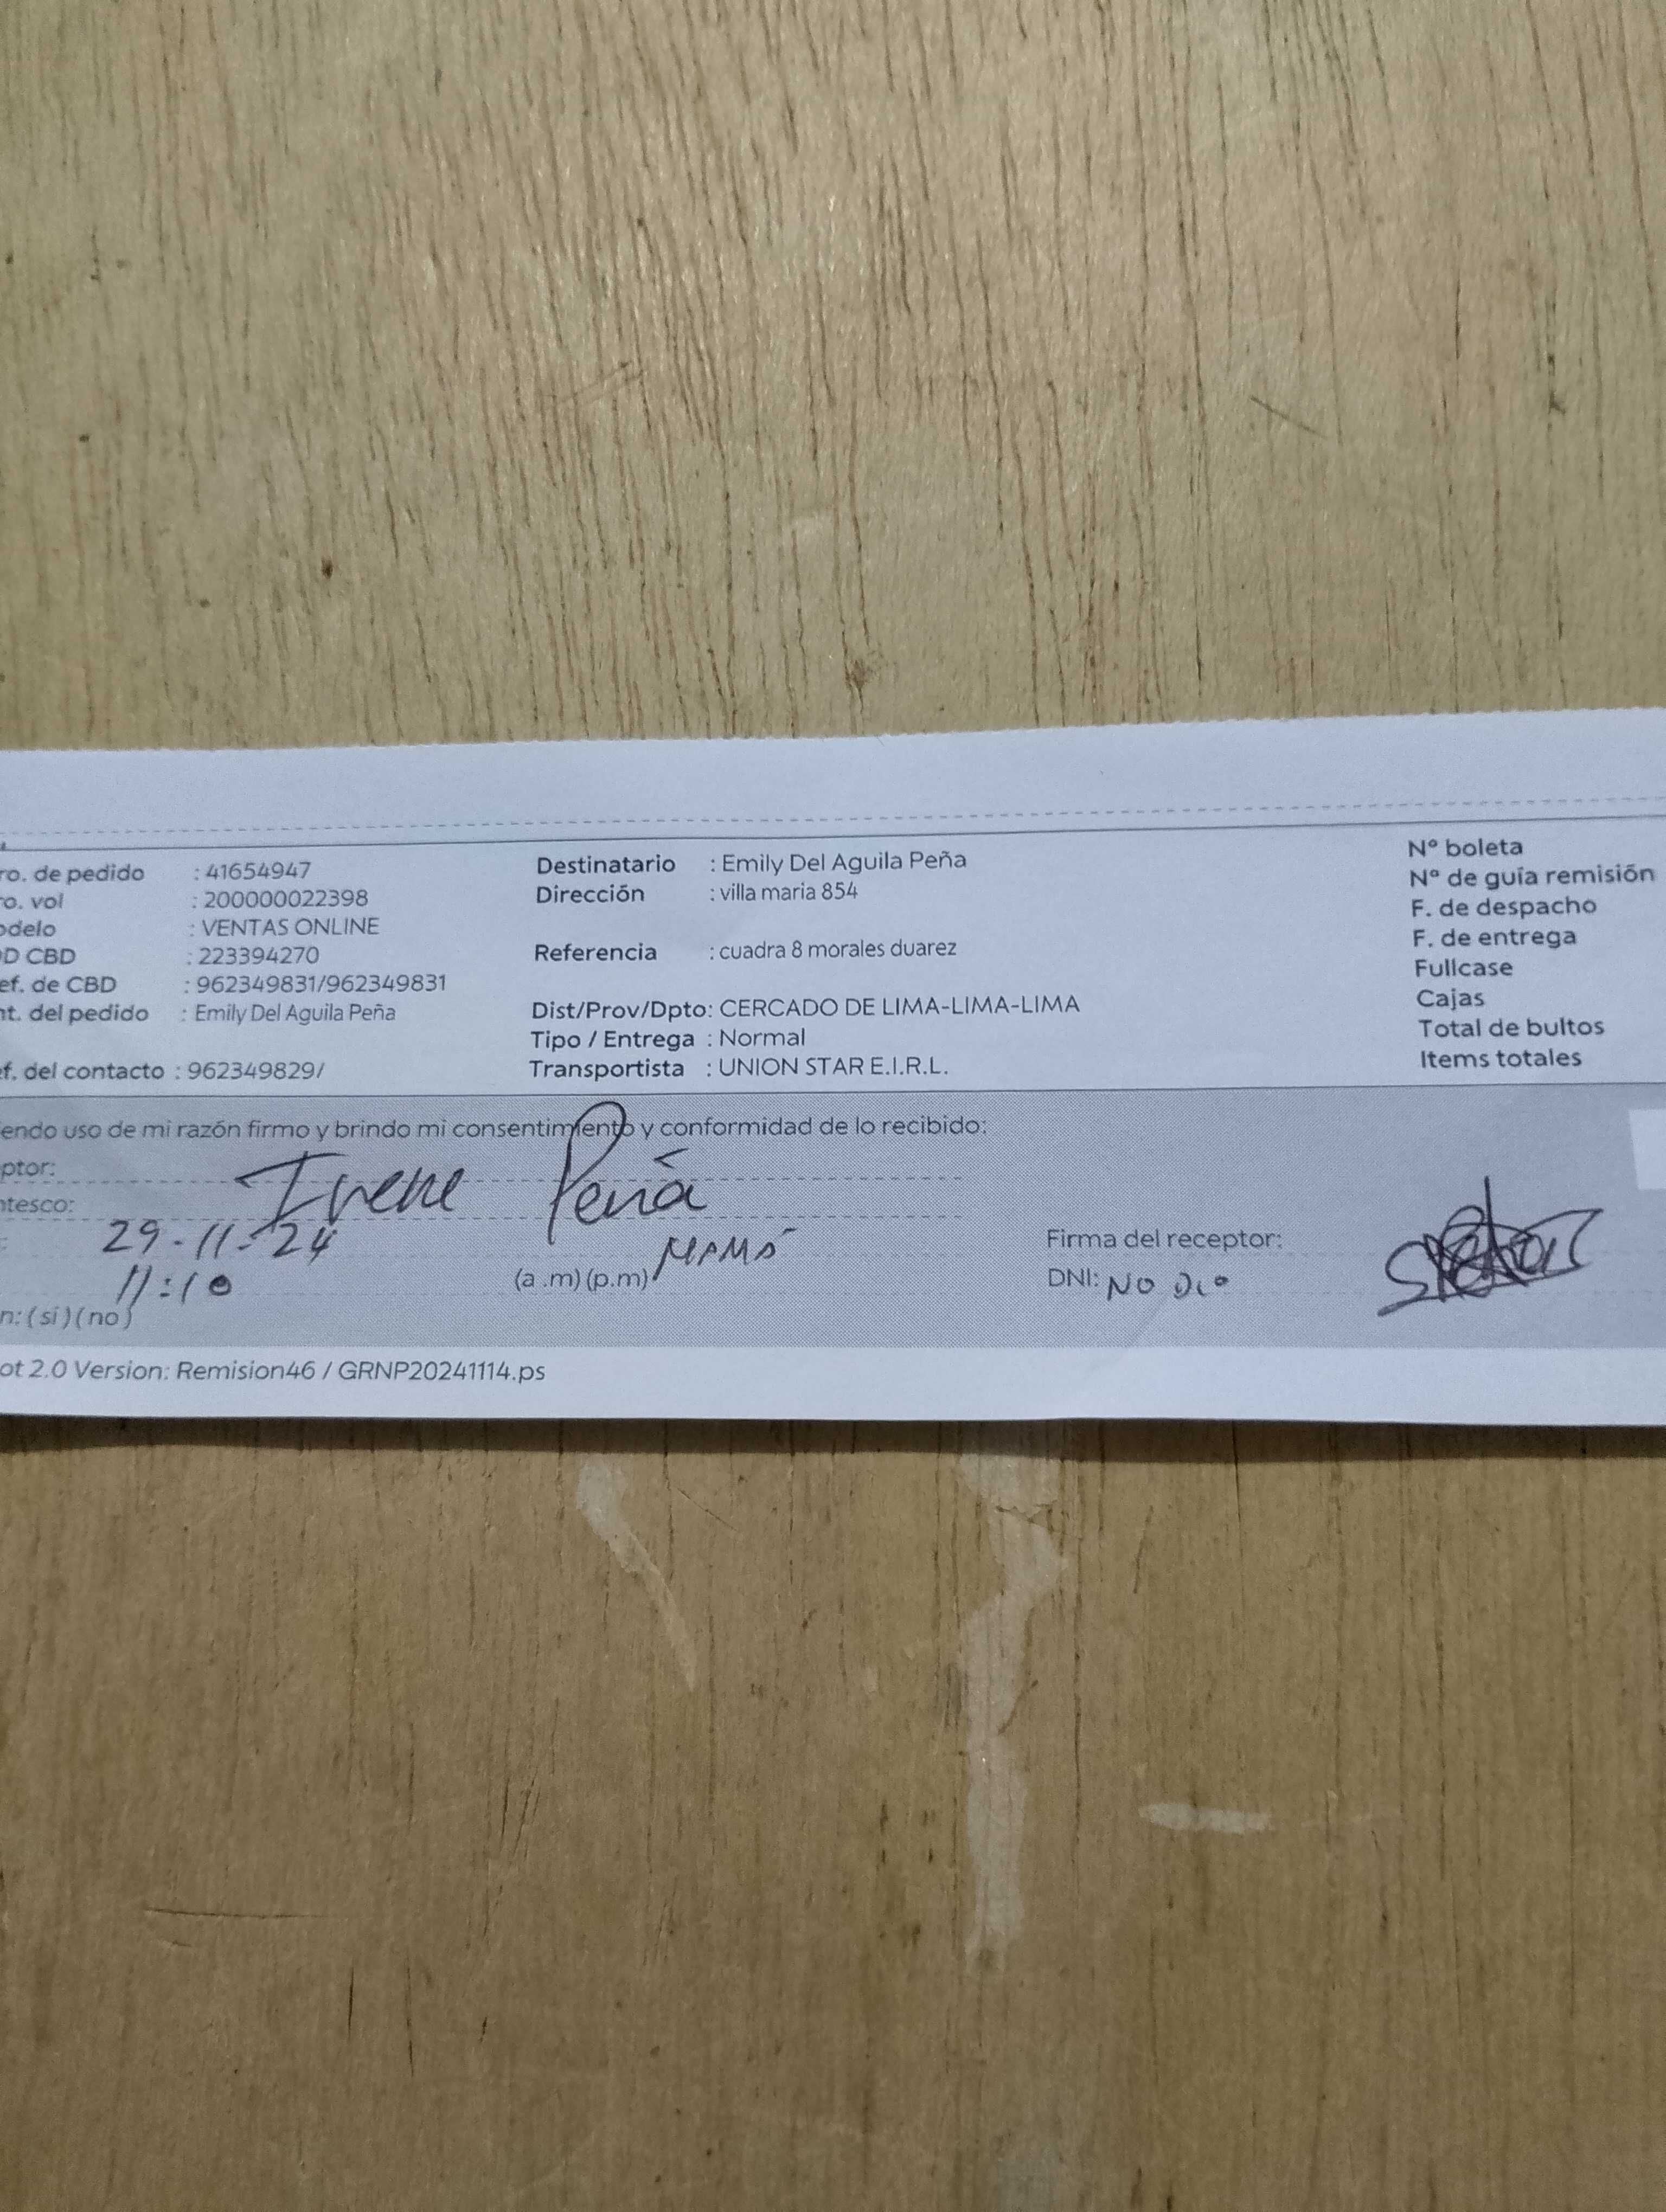 ro. de pedido : 41654947
ro. vol : 200000022398
odelo : VENTAS ONLINE
OD CBD : 223394270
ef. de CBD : 962349831/962349831
nt. del pedido : Emily Del Aguila Peña
ef. del contacto : 962349829/
Destinatario : Emily Del Aguila Peña
Dirección : villa maria 854
Referencia : cuadra 8 morales duarez
Dist/Prov/Dpto: CERCADO DE LIMA-LIMA-LIMA
Tipo / Entrega : Normal
Transportista : UNION STAR E.I.R.L.
Nº boleta
Nº de guía remisión
F. de despacho
F. de entrega
Fullcase
Cajas
Total de bultos
Items totales
endo uso de mi razón firmo y brindo mi consentimiento y conformidad de lo recibido:
ptor: Irene Peña
ntesco:
29-11-24 MAMÁ
11:10 (a .m) (p.m)
n: (sí) (no)
Firma del receptor:
DNI: NO DIO
ot 2.0 Version: Remision46 / GRNP20241114.ps